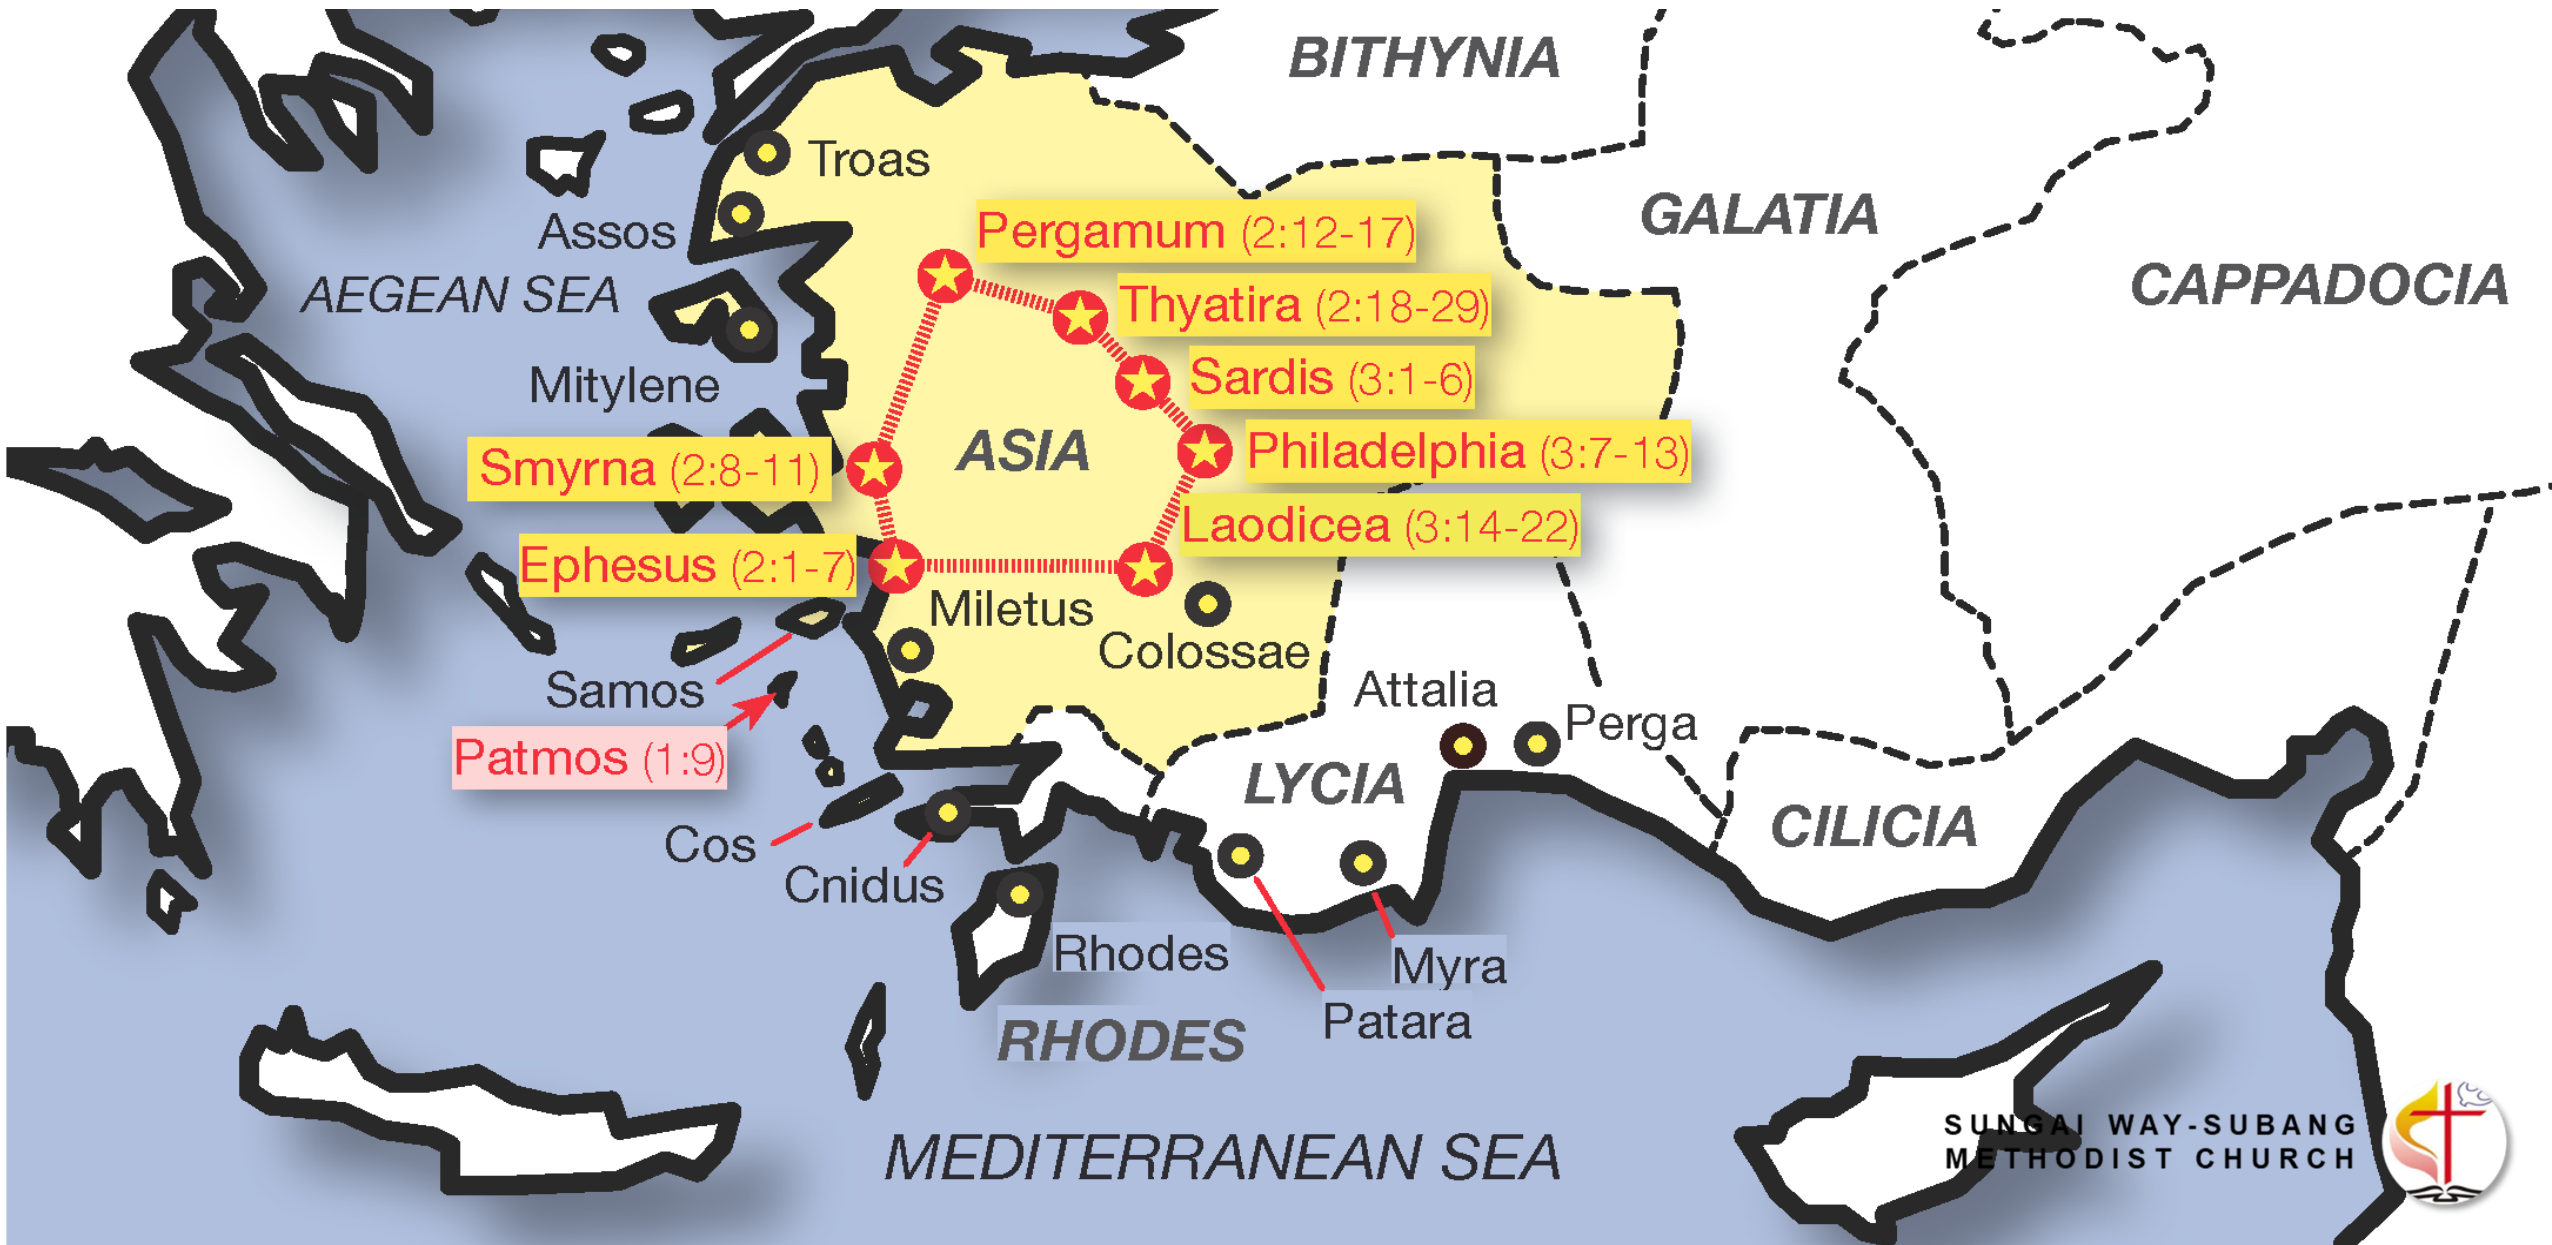 BITHYNIA
Troas
GALATIA
Assos
Pergamum (2:12-17)
AEGEAN SEA
Thyatira (2:18-29)
CAPPADOCIA
Mitylene
Sardis (3:1-6)
ASIA
Smyrna (2:8-11)
Philadelphia (3:7-13)
Laodicea (3:14-22)
Ephesus (2:1-7)
Miletus
Colossae
Samos
Attalia
Perga
Patmos (1:9)
LYCIA
CILICIA
Cos
Cnidus
Rhodes
Myra
Patara
RHODES
MEDITERRANEAN SEA
SUNGAI WAY-SUBANG
METHODIST CHURCH